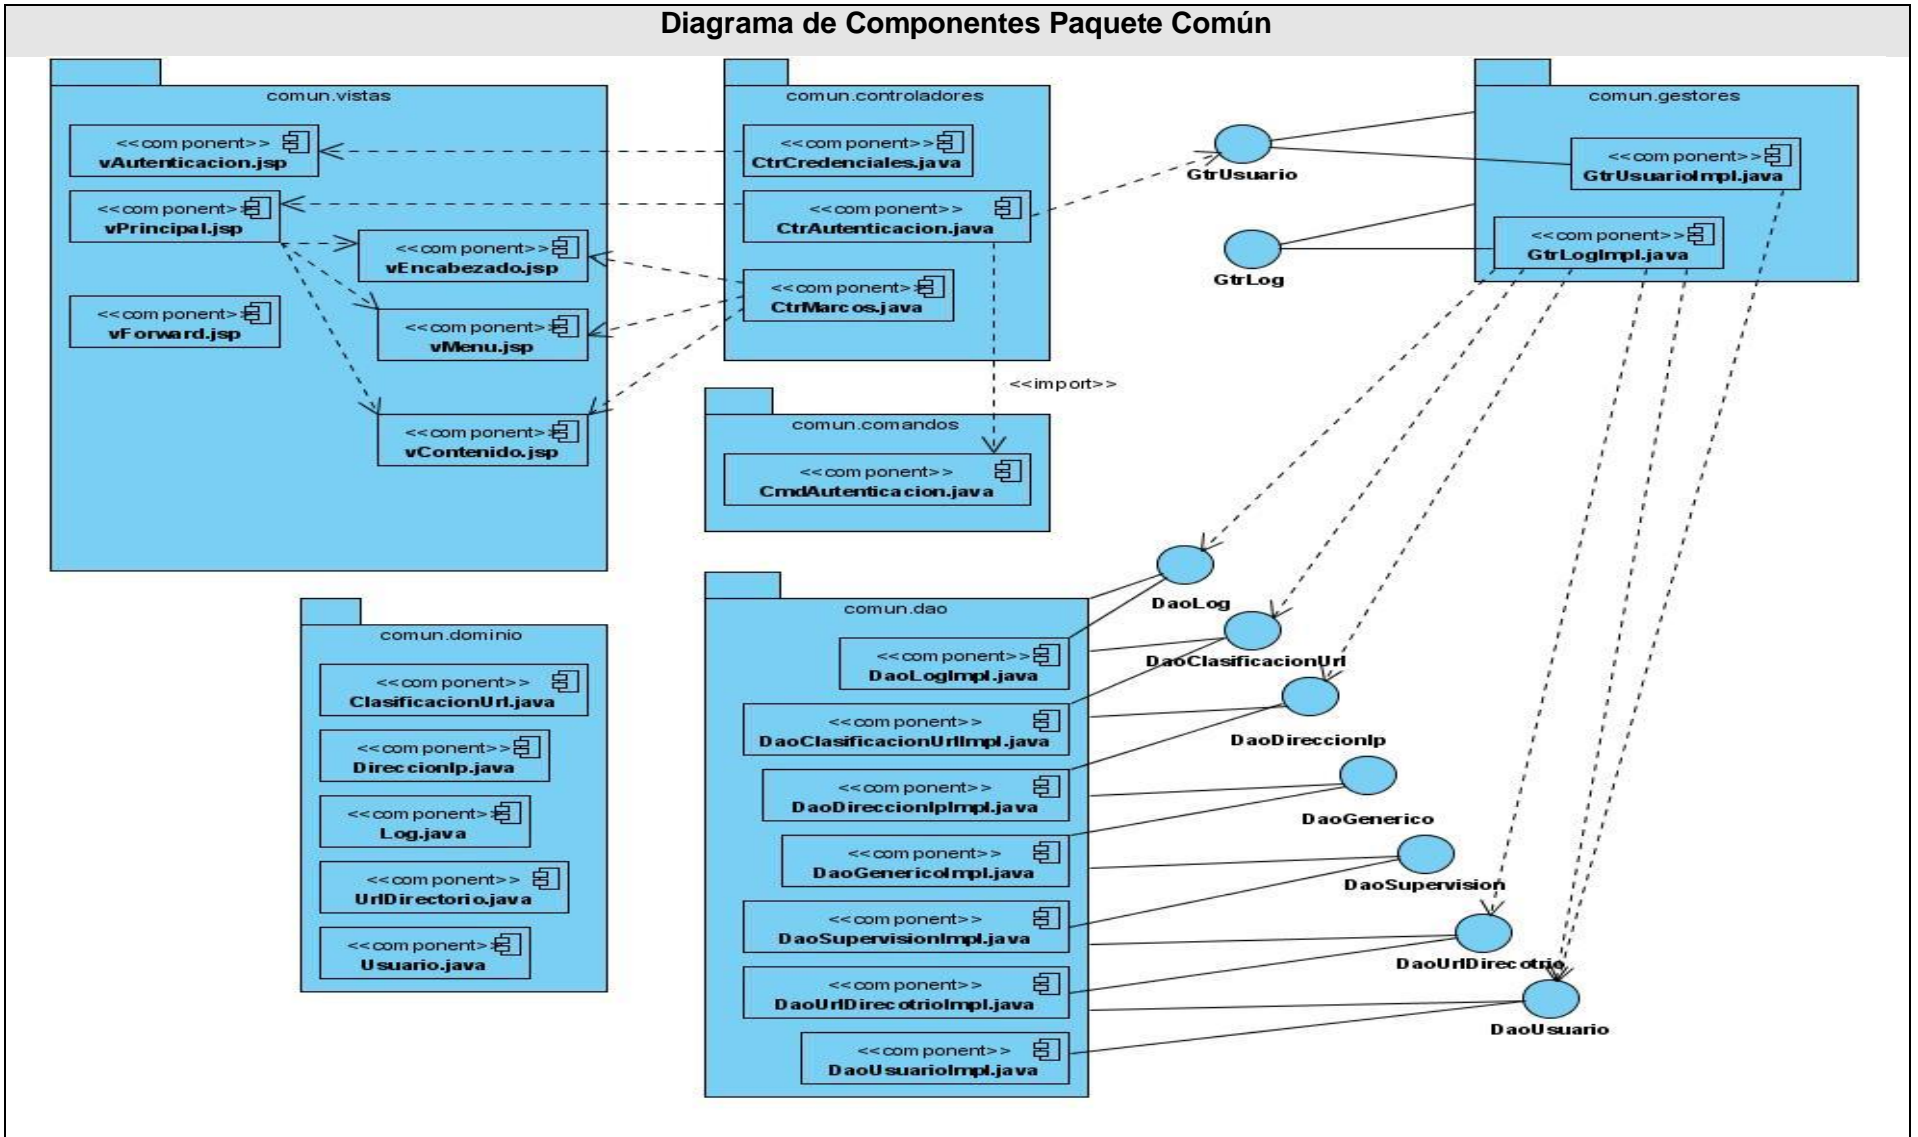 Diagrama de Componentes Paquete Común
comun.vistas
<<component>>
vAutenticacion.jsp
<<component>>
vPrincipal.jsp
<<component>>
vEncabezado.jsp
<<component>>
vForward.jsp
<<component>>
vMenu.jsp
<<component>>
vContenido.jsp
comun.controladores
<<component>>
CtrCredenciales.java
<<component>>
CtrAutenticacion.java
<<component>>
CtrMarcos.java
<<import>>
comun.comandos
<<component>>
CmdAutenticacion.java
GtrUsuario
GtrLog
comun.gestores
<<component>>
GtrUsuarioImpl.java
<<component>>
GtrLogImpl.java
comun.dominio
<<component>>
ClasificacionUrl.java
<<component>>
DireccionIp.java
<<component>>
Log.java
<<component>>
UrlDirectorio.java
<<component>>
Usuario.java
comun.dao
<<component>>
DaoLogImpl.java
<<component>>
DaoClasificacionUrlImpl.java
<<component>>
DaoDireccionIpImpl.java
<<component>>
DaoGenericoImpl.java
<<component>>
DaoSupervisionImpl.java
<<component>>
DaoUrlDirecotrioImpl.java
<<component>>
DaoUsuarioImpl.java
DaoLog
DaoClasificacionUrl
DaoDireccionIp
DaoGenerico
DaoSupervision
DaoUrlDirecotrio
DaoUsuario